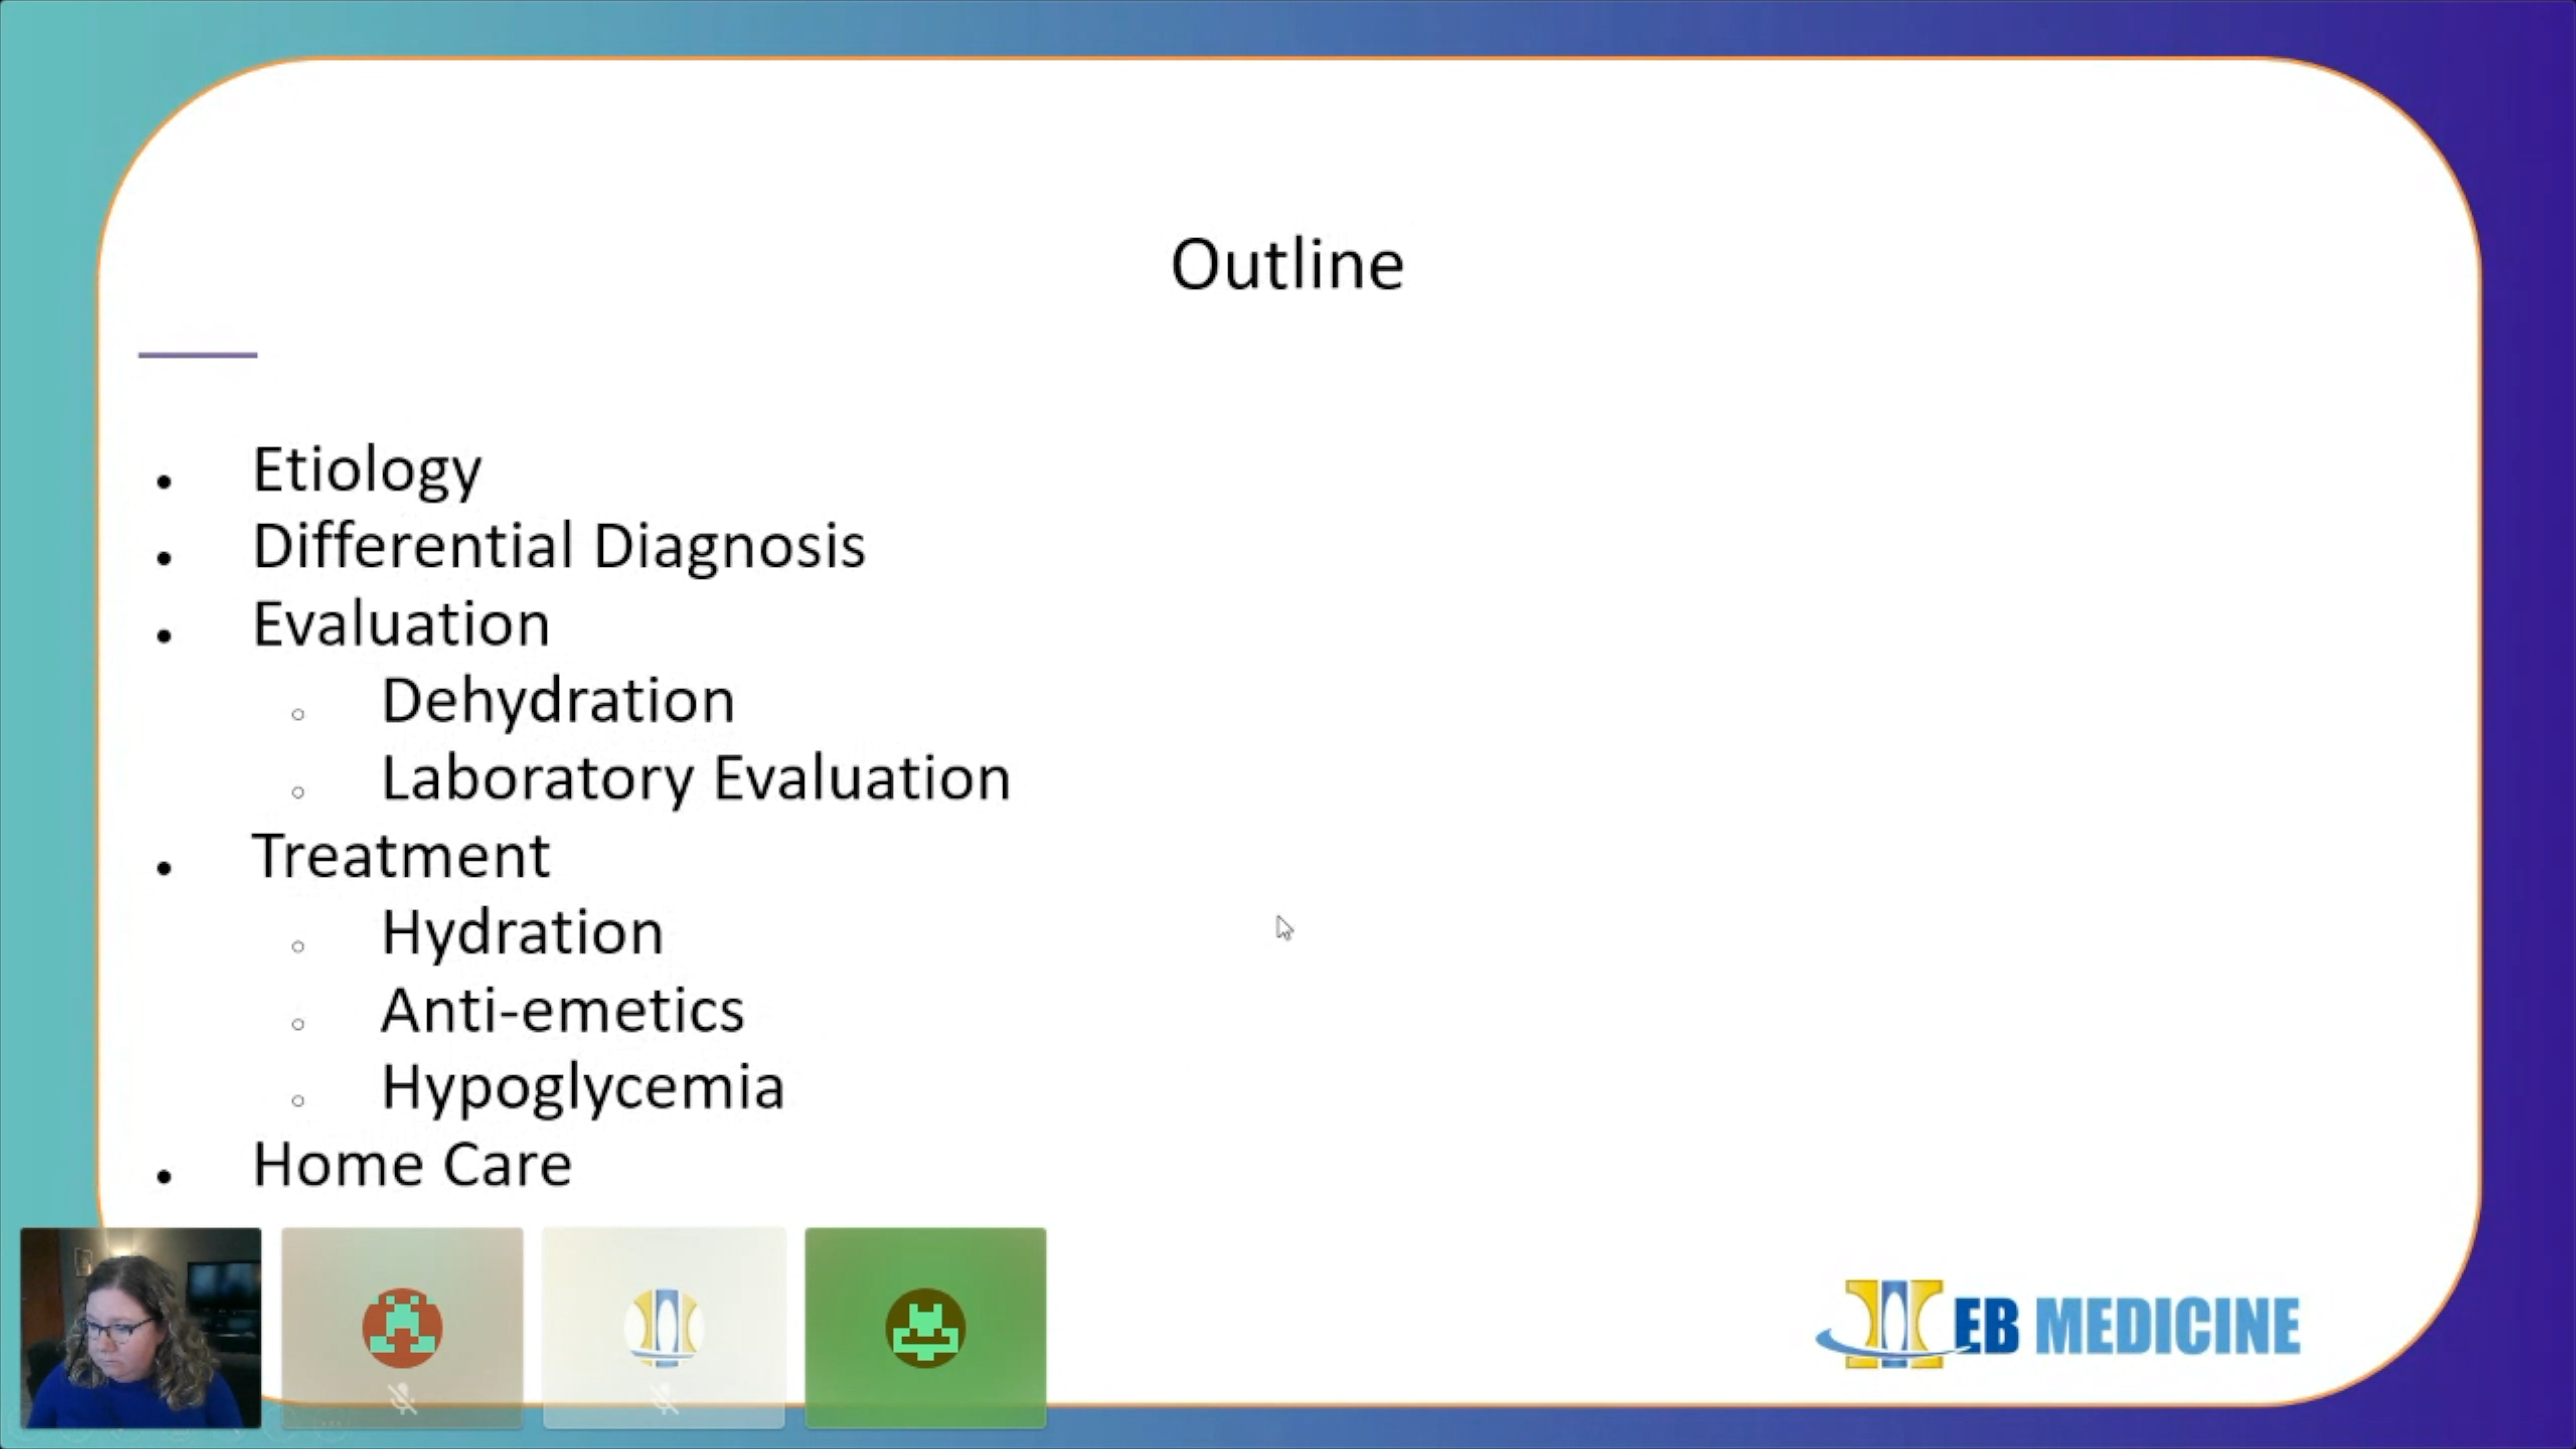 Outline
Etiology
Differential Diagnosis
Evaluation
Dehydration
Laboratory Evaluation
Treatment
Hydration
Anti-emetics
Hypoglycemia
Home Care
EB MEDICINE